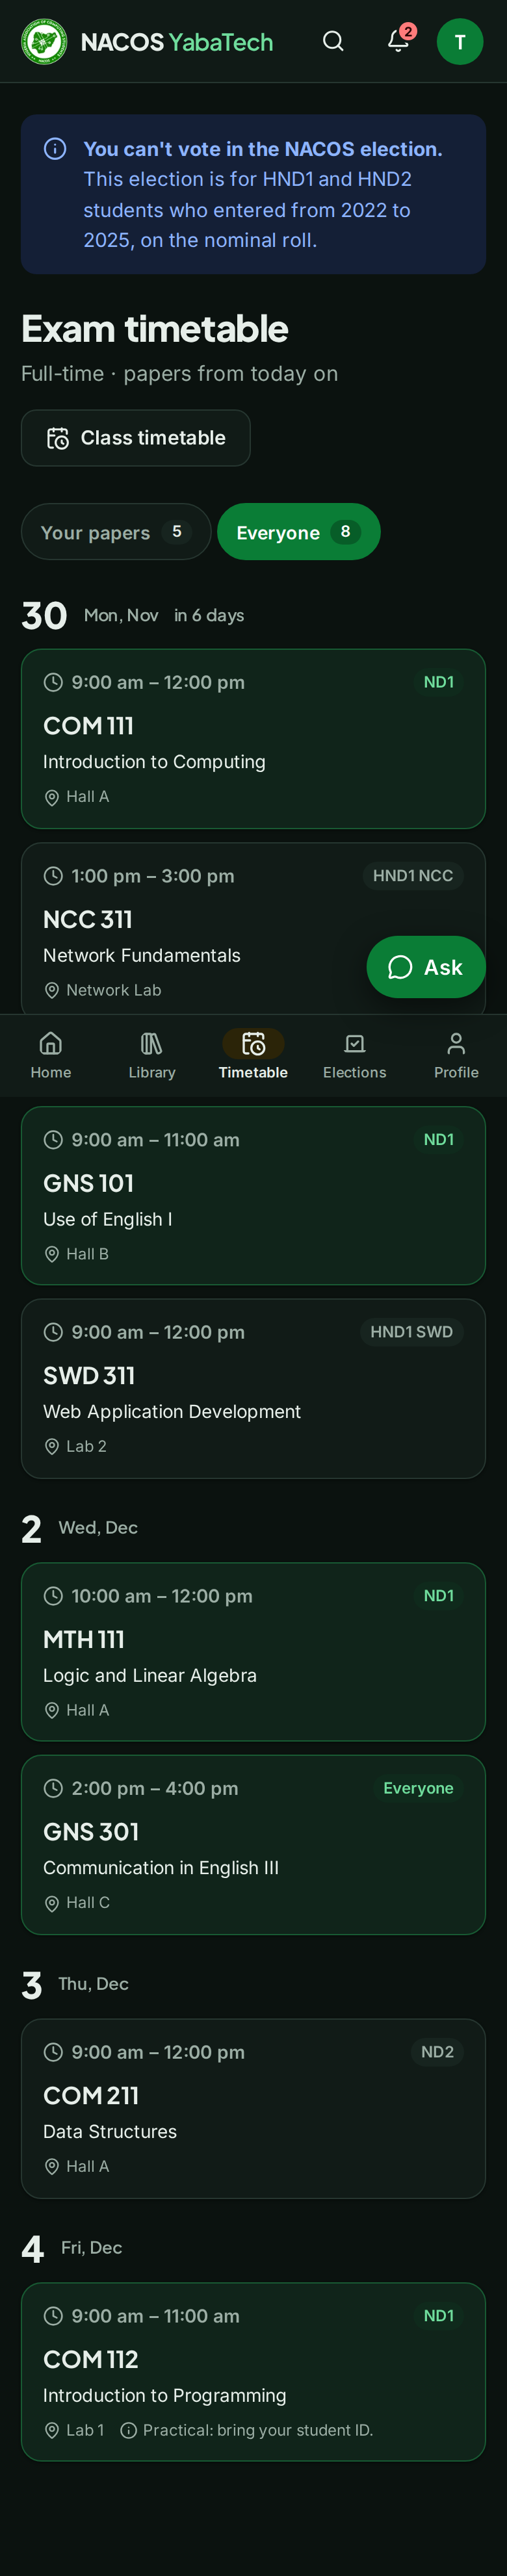 NACOS YabaTech
2
T
You can't vote in the NACOS election.
This election is for HND1 and HND2
students who entered from 2022 to
2025, on the nominal roll.
Exam timetable
Full-time · papers from today on
Class timetable
Your papers 5
Everyone 8
30 Mon, Nov in 6 days
9:00 am – 12:00 pm ND1
COM 111
Introduction to Computing
Hall A
1:00 pm – 3:00 pm HND1 NCC
NCC 311
Network Fundamentals
Network Lab
Ask
Home Library Timetable Elections Profile
9:00 am – 11:00 am ND1
GNS 101
Use of English I
Hall B
9:00 am – 12:00 pm HND1 SWD
SWD 311
Web Application Development
Lab 2
2 Wed, Dec
10:00 am – 12:00 pm ND1
MTH 111
Logic and Linear Algebra
Hall A
2:00 pm – 4:00 pm Everyone
GNS 301
Communication in English III
Hall C
3 Thu, Dec
9:00 am – 12:00 pm ND2
COM 211
Data Structures
Hall A
4 Fri, Dec
9:00 am – 11:00 am ND1
COM 112
Introduction to Programming
Lab 1 Practical: bring your student ID.